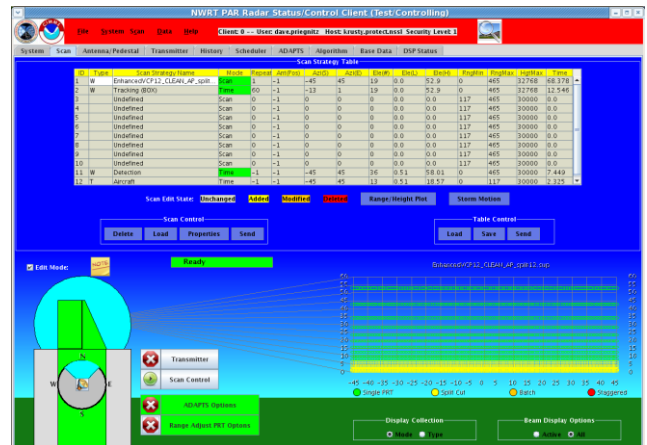 NWRT PAR Radar Status/Control Client (Test/Controlling)
File System Scan Data Help Client: 0 -- User: dave.priegnitz Host: krusty.protect.nssl Security Level: 1
System Scan Antenna/Pedestal Transmitter History Scheduler ADAPTS Algorithm Base Data DSP Status
Scan Strategy Table
ID Type Scan Strategy Name Mode Repeat Ant(Pos) Azi(S) Azi(E) Ele(#) Ele(L) Ele(H) RngMin RngMax HgtMax Time
1 W EnhancedVCP12_CLEAN_AP_split... Scan 1 -1 -45 45 19 0.0 52.9 0 465 32768 68.378
2 W Tracking (BOX) Time 60 -1 -13 1 19 0.0 52.9 0 465 32768 12.546
3 Undefined Scan 0 -1 0 0 0 0.0 0.0 117 465 30000 0.0
4 Undefined Scan 0 -1 0 0 0 0.0 0.0 117 465 30000 0.0
5 Undefined Scan 0 -1 0 0 0 0.0 0.0 117 465 30000 0.0
6 Undefined Scan 0 -1 0 0 0 0.0 0.0 117 465 30000 0.0
7 Undefined Scan 0 -1 0 0 0 0.0 0.0 117 465 30000 0.0
8 Undefined Scan 0 -1 0 0 0 0.0 0.0 117 465 30000 0.0
9 Undefined Scan 0 -1 0 0 0 0.0 0.0 117 465 30000 0.0
10 Undefined Scan 0 -1 0 0 0 0.0 0.0 117 465 30000 0.0
11 W Detection Time -1 -1 -45 45 36 0.51 58.01 0 465 30000 7.449
12 T Aircraft Time -1 -1 -45 45 13 0.51 18.57 0 117 30000 2.325
Scan Edit State: Unchanged Added Modified Deleted Range/Height Plot Storm Motion
Scan Control Table Control
Delete Load Properties Send Load Save Send
Edit Mode: NOTE Ready EnhancedVCP12_CLEAN_AP_split12.svp
N
W E
S
Transmitter
Scan Control
ADAPTS Options
Range Adjust PRT Options
-45 -40 -35 -30 -25 -20 -15 -10 -5 0 5 10 15 20 25 30 35 40 45
Single PRT Split Cut Batch Staggered
Display Collection Beam Display Options
Mode Type Active All